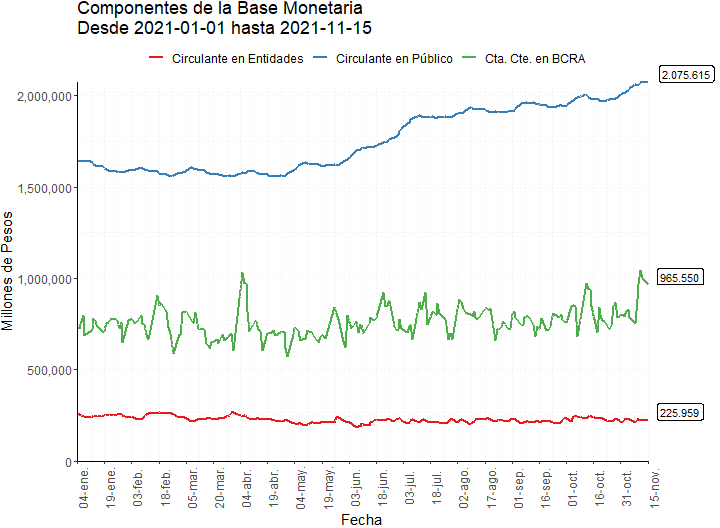 Componentes de la Base Monetaria
Desde 2021-01-01 hasta 2021-11-15
Circulante en Entidades Circulante en Público Cta. Cte. en BCRA
Millones de Pesos
2,000,000
1,500,000
1,000,000
500,000
0
2.075.615
965.550
225.959
04-ene.
19-ene.
03-feb.
18-feb.
05-mar.
20-mar.
04-abr.
19-abr.
04-may.
19-may.
03-jun.
18-jun.
03-jul.
18-jul.
02-ago.
17-ago.
01-sep.
16-sep.
01-oct.
16-oct.
31-oct.
15-nov.
Fecha